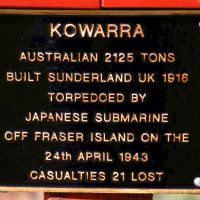 KOWARRA
AUSTRALIAN 2125 TONS
BUILT SUNDERLAND UK 1916
TORPEDOED BY
JAPANESE SUBMARINE
OFF FRASER ISLAND ON THE
24th APRIL 1943
CASUALTIES 21 LOST